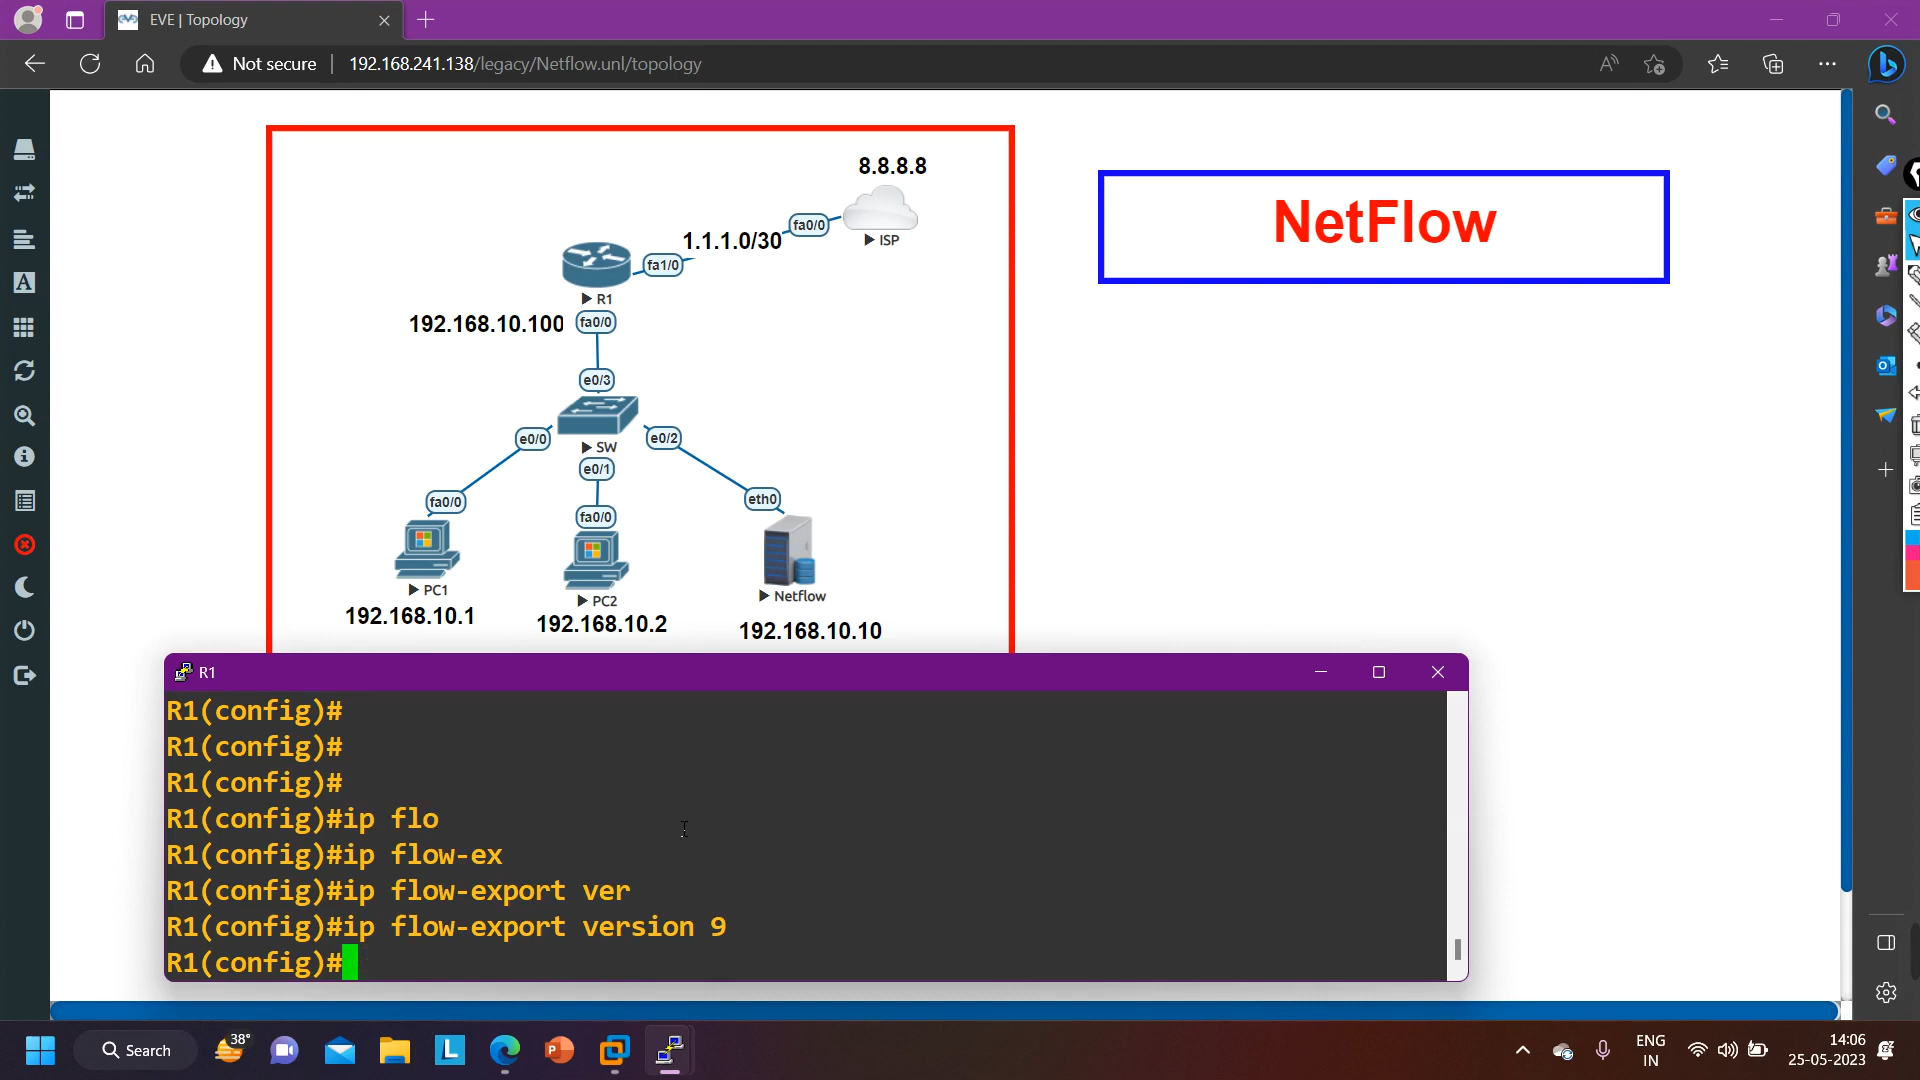 EVE | Topology
Not secure
192.168.241.138/legacy/Netflow.unl/topology
8.8.8.8
fa0/0
ISP
1.1.1.0/30
fa1/0
R1
192.168.10.100
fa0/0
e0/3
SW
e0/0
e0/2
e0/1
fa0/0
fa0/0
eth0
PC1
PC2
Netflow
192.168.10.1
192.168.10.2
192.168.10.10
NetFlow
R1
R1(config)#
R1(config)#
R1(config)#
R1(config)#ip flo
R1(config)#ip flow-ex
R1(config)#ip flow-export ver
R1(config)#ip flow-export version 9
R1(config)#
Search
38°
ENG
IN
14:06
25-05-2023